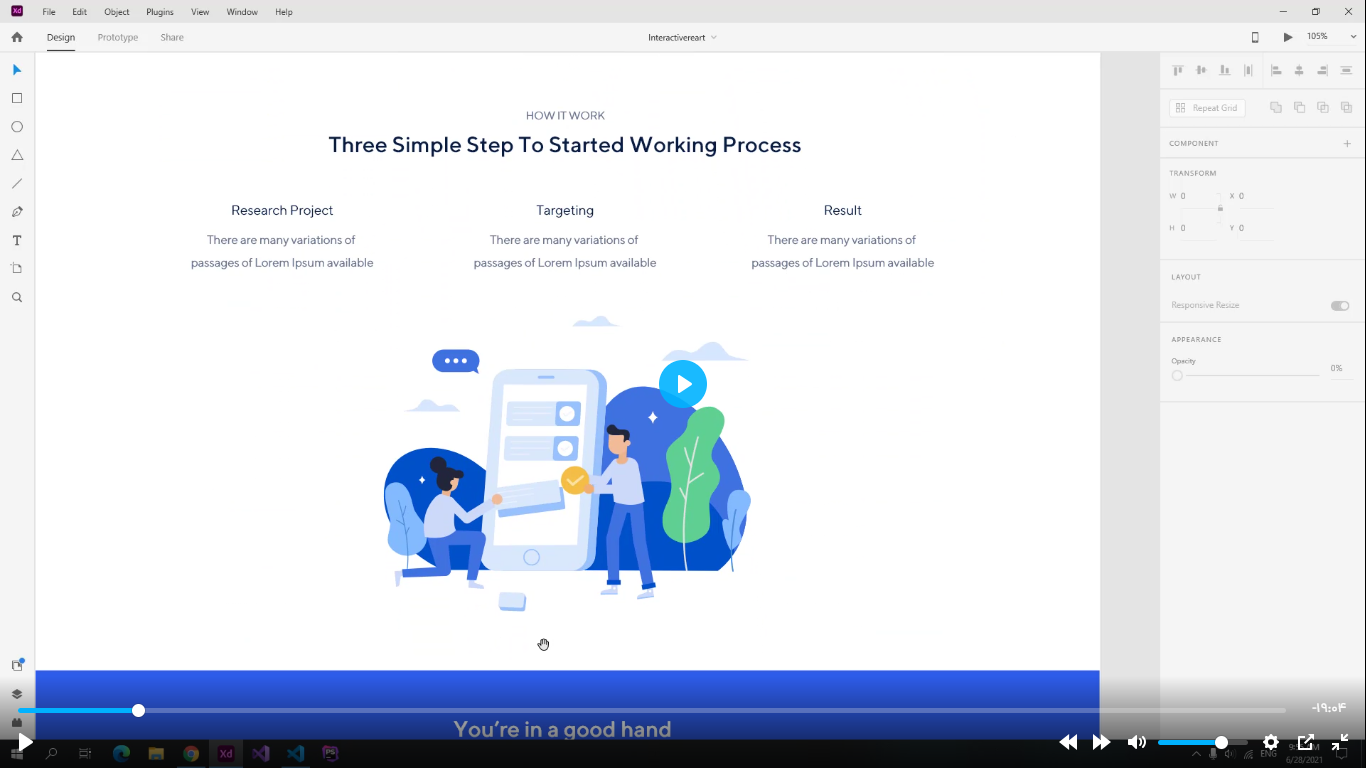 Xd File Edit Object Plugins View Window Help
Design Prototype Share Interactivereart 105%
Repeat Grid
COMPONENT
TRANSFORM
W 0 X 0
H 0 Y 0
LAYOUT
Responsive Resize
APPEARANCE
Opacity
0%
HOW IT WORK
Three Simple Step To Started Working Process
Research Project
There are many variations of
passages of Lorem Ipsum available
Targeting
There are many variations of
passages of Lorem Ipsum available
Result
There are many variations of
passages of Lorem Ipsum available
You're in a good hand
-۱۹:۰۴
Xd PS
ENG
6/28/2021